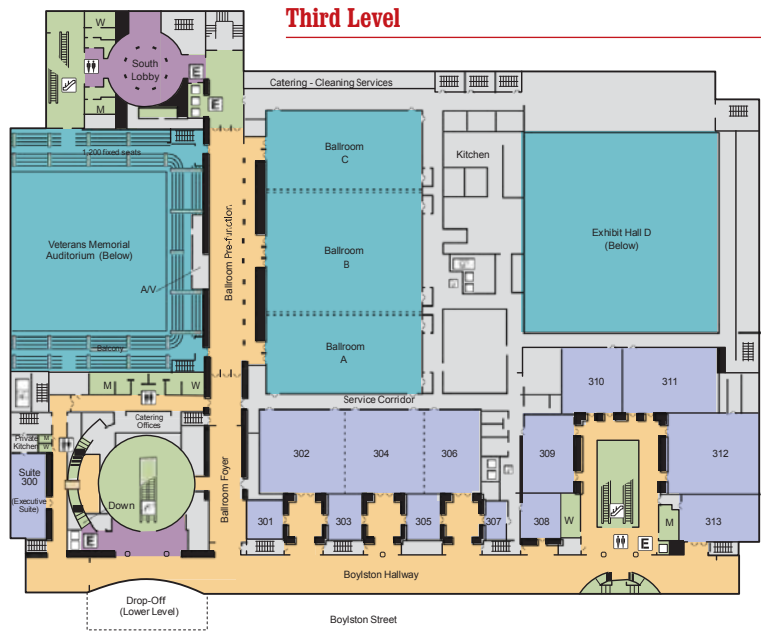 Third Level
W
South
Lobby
E
E
M
Catering - Cleaning Services
1,200 fixed seats
Ballroom
C
Kitchen
Veterans Memorial
Auditorium (Below)
A/V
Ballroom Pre-function
Ballroom
B
Exhibit Hall D
(Below)
Balcony
Ballroom
A
M
W
Service Corridor
310
311
Catering
Offices
Private
Kitchen
M
W
Suite
300
(Executive
Suite)
Down
E
Ballroom Foyer
302
304
306
309
312
301
303
305
307
308
W
M
313
E
Boylston Hallway
Drop-Off
(Lower Level)
Boylston Street